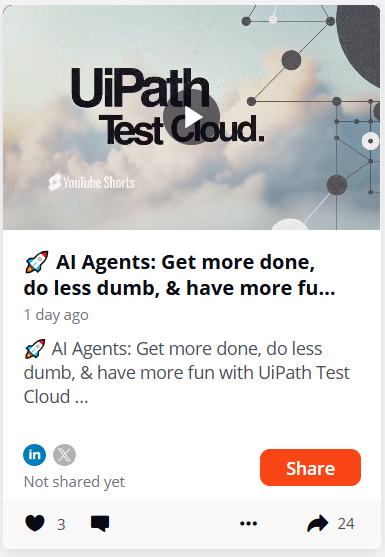 UiPath
Test Cloud.
YouTube Shorts
🚀 AI Agents: Get more done,
do less dumb, & have more fu...
1 day ago
🚀 AI Agents: Get more done, do less
dumb, & have more fun with UiPath Test
Cloud ...
in X
Not shared yet
Share
3
24